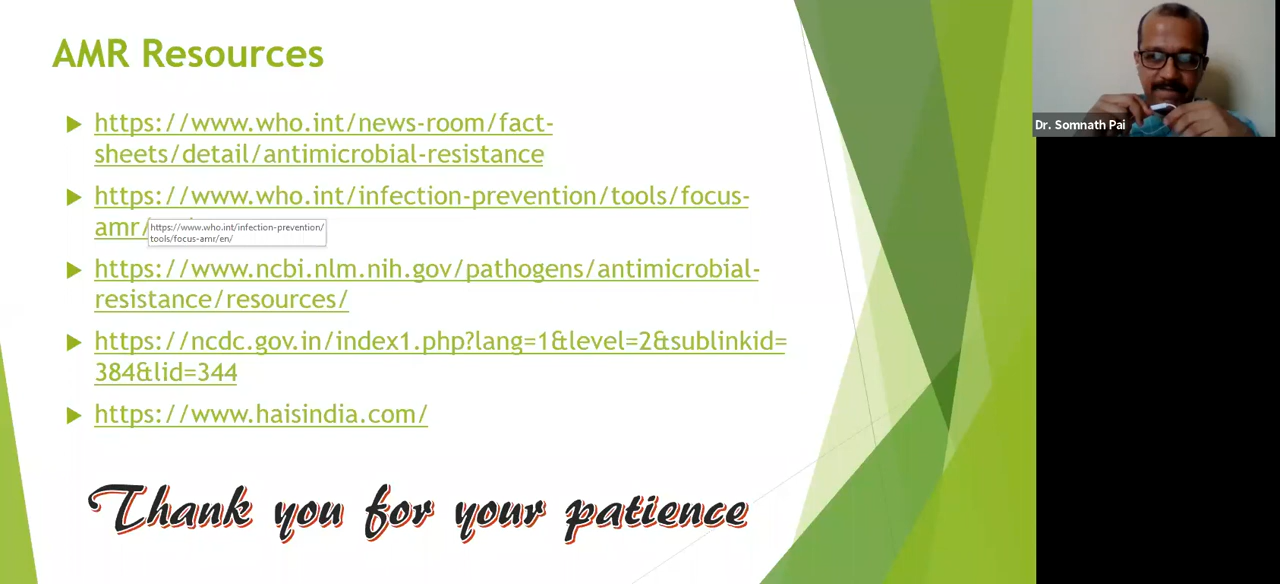 AMR Resources
https://www.who.int/news-room/fact-
sheets/detail/antimicrobial-resistance
https://www.who.int/infection-prevention/tools/focus-
amr/
https://www.who.int/infection-prevention/
tools/focus-amr/en/
https://www.ncbi.nlm.nih.gov/pathogens/antimicrobial-
resistance/resources/
https://ncdc.gov.in/index1.php?lang=1&level=2&sublinkid=
384&lid=344
https://www.haisindia.com/
Thank you for your patience
Dr. Somnath Pai